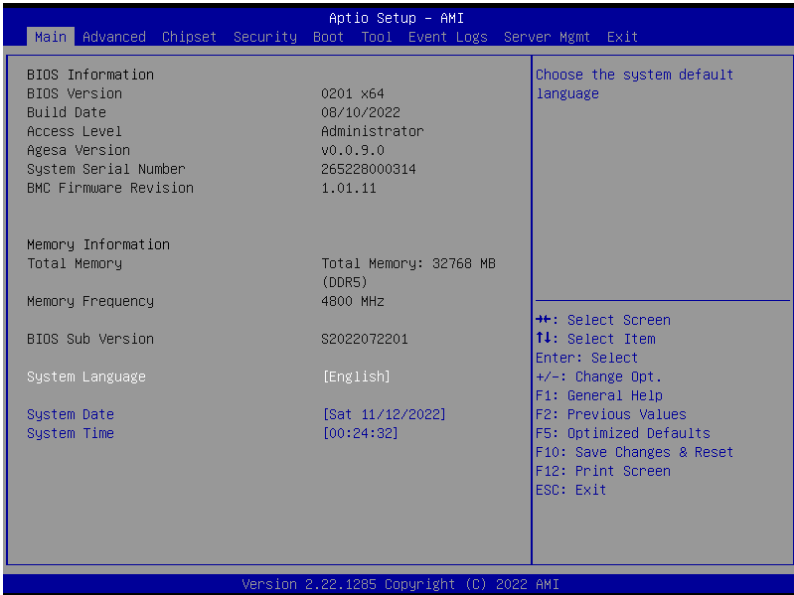 Aptio Setup – AMI
Main Advanced Chipset Security Boot Tool Event Logs Server Mgmt Exit
BIOS Information
BIOS Version 0201 x64
Build Date 08/10/2022
Access Level Administrator
Agesa Version v0.0.9.0
System Serial Number 265228000314
BMC Firmware Revision 1.01.11
Memory Information
Total Memory Total Memory: 32768 MB
(DDR5)
Memory Frequency 4800 MHz
BIOS Sub Version S2022072201
System Language [English]
System Date [Sat 11/12/2022]
System Time [00:24:32]
Choose the system default
language
→←: Select Screen
↑↓: Select Item
Enter: Select
+/-: Change Opt.
F1: General Help
F2: Previous Values
F5: Optimized Defaults
F10: Save Changes & Reset
F12: Print Screen
ESC: Exit
Version 2.22.1285 Copyright (C) 2022 AMI